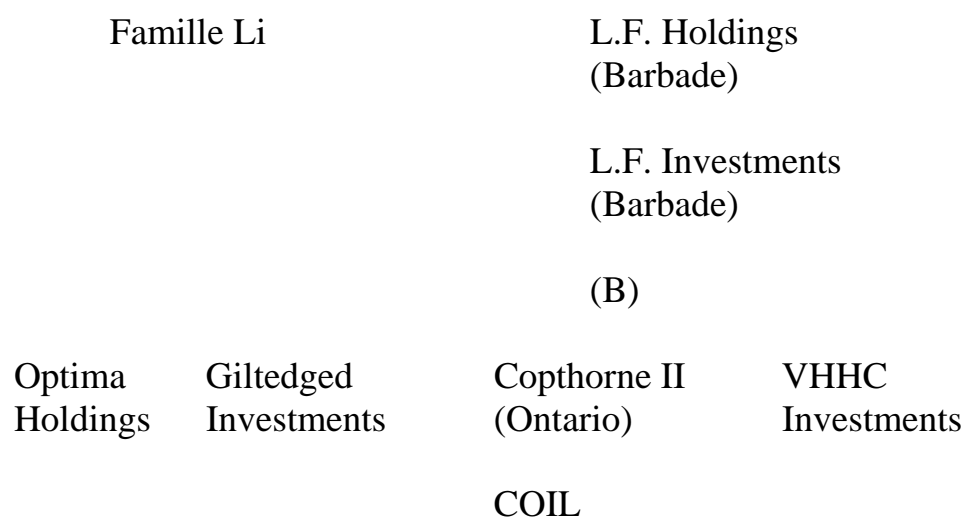 Famille Li
L.F. Holdings
(Barbade)
L.F. Investments
(Barbade)
(B)
Optima
Holdings
Giltedged
Investments
Copthorne II
(Ontario)
VHHC
Investments
COIL